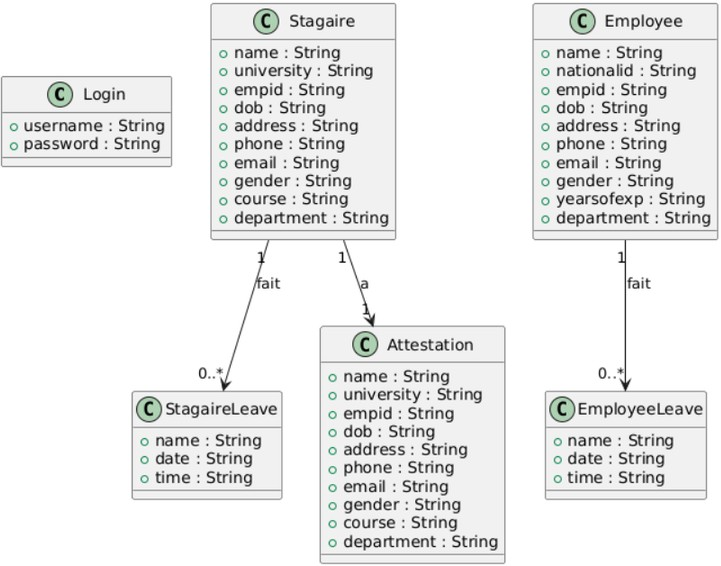 C Login
username : String
password : String
C Stagaire
name : String
university : String
empid : String
dob : String
address : String
phone : String
email : String
gender : String
course : String
department : String
C Employee
name : String
nationalid : String
empid : String
dob : String
address : String
phone : String
email : String
gender : String
yearsofexp : String
department : String
1
fait
0..*
1
a
1
1
fait
0..*
C StagaireLeave
name : String
date : String
time : String
C Attestation
name : String
university : String
empid : String
dob : String
address : String
phone : String
email : String
gender : String
course : String
department : String
C EmployeeLeave
name : String
date : String
time : String